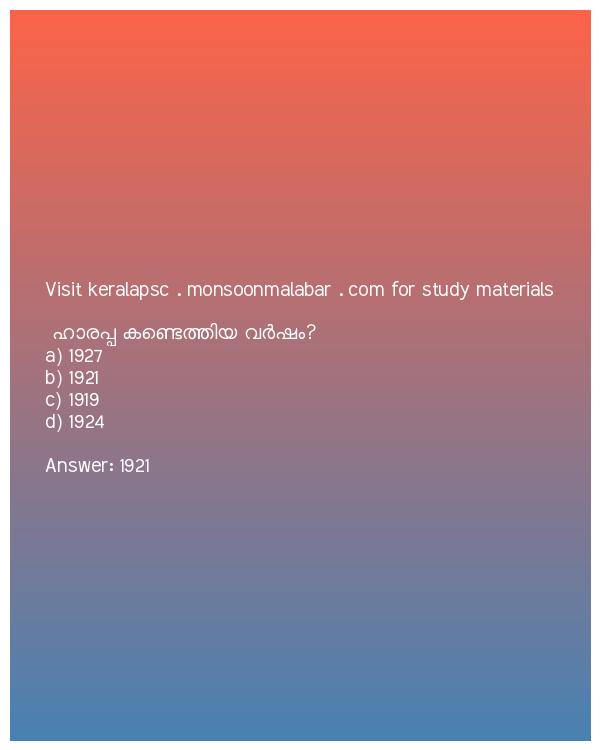 Visit keralapsc . monsoonmalabar . com for study materials
ഹാരപ്പ കണ്ടെത്തിയ വർഷം?
a) 1927
b) 1921
c) 1919
d) 1924
Answer: 1921